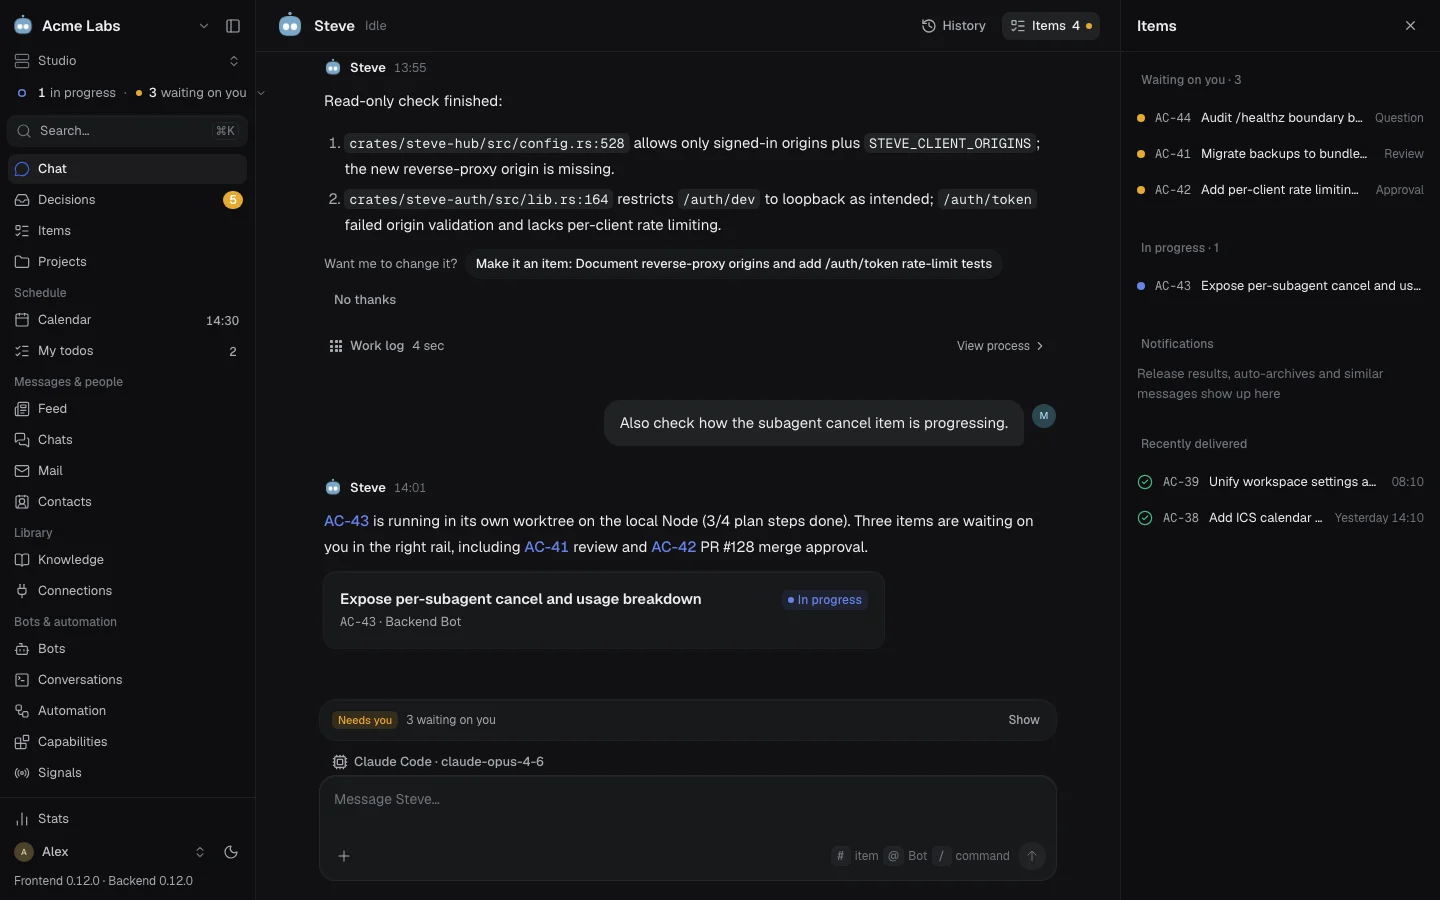 Acme Labs
Studio
1 in progress · 3 waiting on you
Search… ⌘K
Chat
Decisions 5
Items
Projects
Schedule
Calendar 14:30
My todos 2
Messages & people
Feed
Chats
Mail
Contacts
Library
Knowledge
Connections
Bots & automation
Bots
Conversations
Automation
Capabilities
Signals
Stats
A Alex
Frontend 0.12.0 · Backend 0.12.0
Steve Idle
History
Items 4
Steve 13:55
Read-only check finished:
1. crates/steve-hub/src/config.rs:528 allows only signed-in origins plus STEVE_CLIENT_ORIGINS ;
the new reverse-proxy origin is missing.
2. crates/steve-auth/src/lib.rs:164 restricts /auth/dev to loopback as intended; /auth/token
failed origin validation and lacks per-client rate limiting.
Want me to change it? Make it an item: Document reverse-proxy origins and add /auth/token rate-limit tests
No thanks
Work log 4 sec View process
Also check how the subagent cancel item is progressing. M
Steve 14:01
AC-43 is running in its own worktree on the local Node (3/4 plan steps done). Three items are waiting on
you in the right rail, including AC-41 review and AC-42 PR #128 merge approval.
Expose per-subagent cancel and usage breakdown In progress
AC-43 · Backend Bot
Needs you 3 waiting on you Show
Claude Code · claude-opus-4-6
Message Steve…
# item @ Bot / command
Items
Waiting on you · 3
AC-44 Audit /healthz boundary b… Question
AC-41 Migrate backups to bundle… Review
AC-42 Add per-client rate limitin… Approval
In progress · 1
AC-43 Expose per-subagent cancel and us…
Notifications
Release results, auto-archives and similar
messages show up here
Recently delivered
AC-39 Unify workspace settings a… 08:10
AC-38 Add ICS calendar … Yesterday 14:10